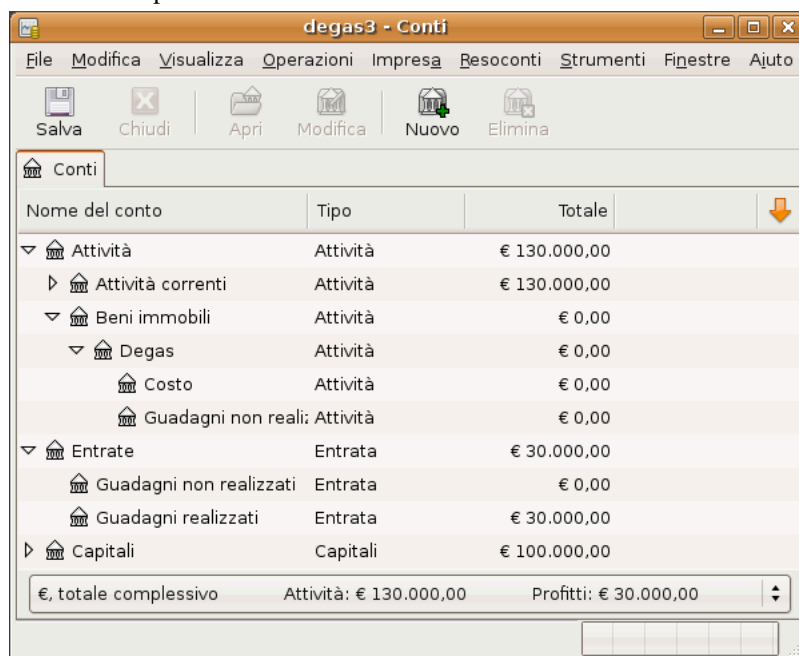 degas3 - Conti
File Modifica Visualizza Operazioni Impresa Resoconti Strumenti Finestre Aiuto
Salva Chiudi Apri Modifica Nuovo Elimina
Conti
Nome del conto Tipo Totale
Attività Attività € 130.000,00
Attività correnti Attività € 130.000,00
Beni immobili Attività € 0,00
Degas Attività € 0,00
Costo Attività € 0,00
Guadagni non reali Attività € 0,00
Entrate Entrata € 30.000,00
Guadagni non realizzati Entrata € 0,00
Guadagni realizzati Entrata € 30.000,00
Capitali Capitali € 100.000,00
€, totale complessivo Attività: € 130.000,00 Profitti: € 30.000,00